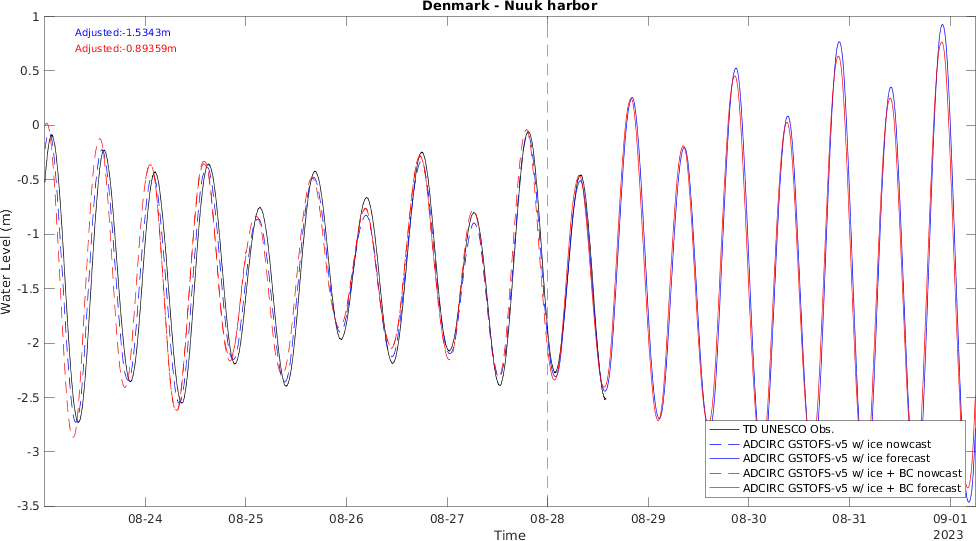 Denmark - Nuuk harbor
Adjusted:-1.5343m
Adjusted:-0.89359m
1
0.5
0
-0.5
-1
-1.5
-2
-2.5
-3
-3.5
Water Level (m)
TD UNESCO Obs.
ADCIRC GSTOFS-v5 w/ ice nowcast
ADCIRC GSTOFS-v5 w/ ice forecast
ADCIRC GSTOFS-v5 w/ ice + BC nowcast
ADCIRC GSTOFS-v5 w/ ice + BC forecast
08-24 08-25 08-26 08-27 08-28 08-29 08-30 08-31 09-01
2023
Time